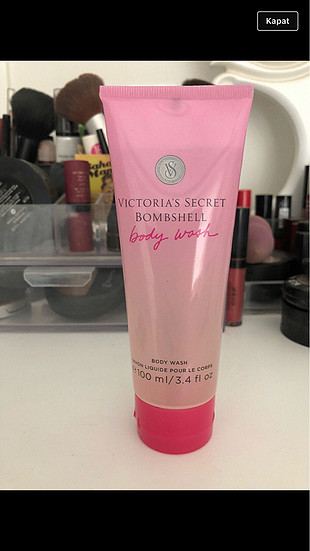 Kapat
VS
VICTORIA'S SECRET
BOMBSHELL
body wash
BODY WASH
LIQUIDE POUR LE CORPS
100 ml/3,4 fl oz